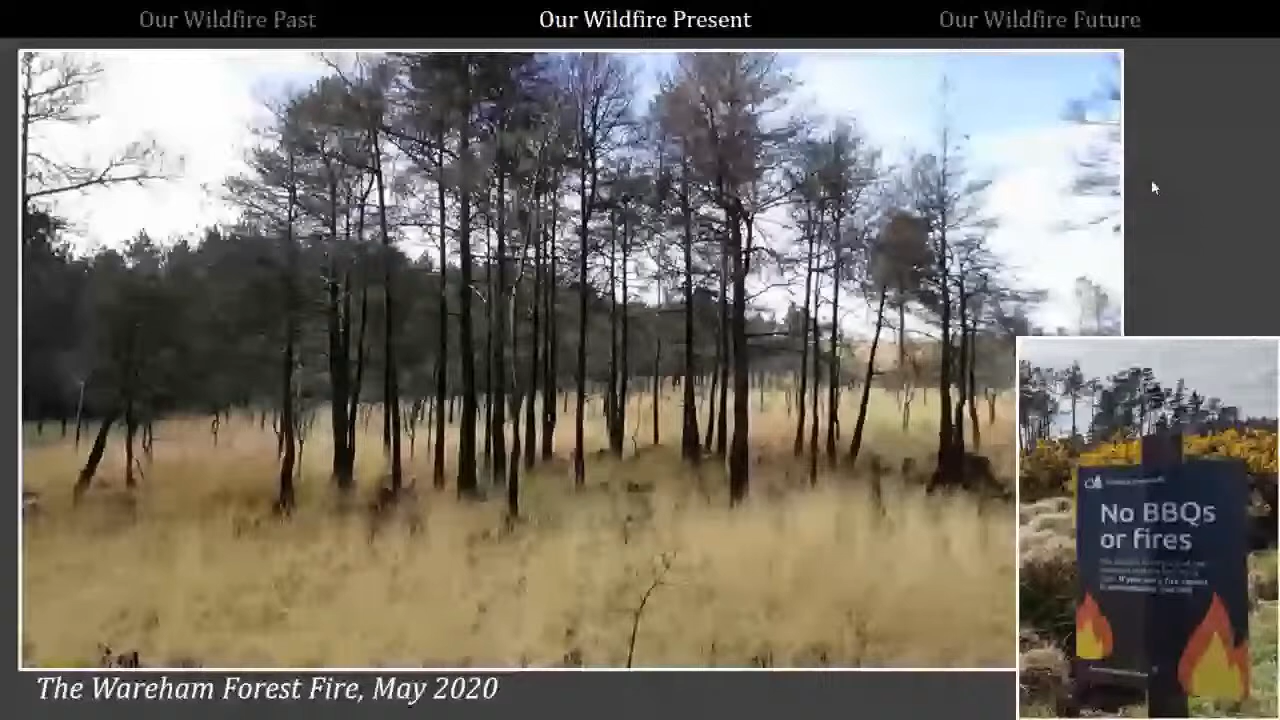 Our Wildfire Past
Our Wildfire Present
Our Wildfire Future
No BBQs
or fires
The Wareham Forest Fire, May 2020